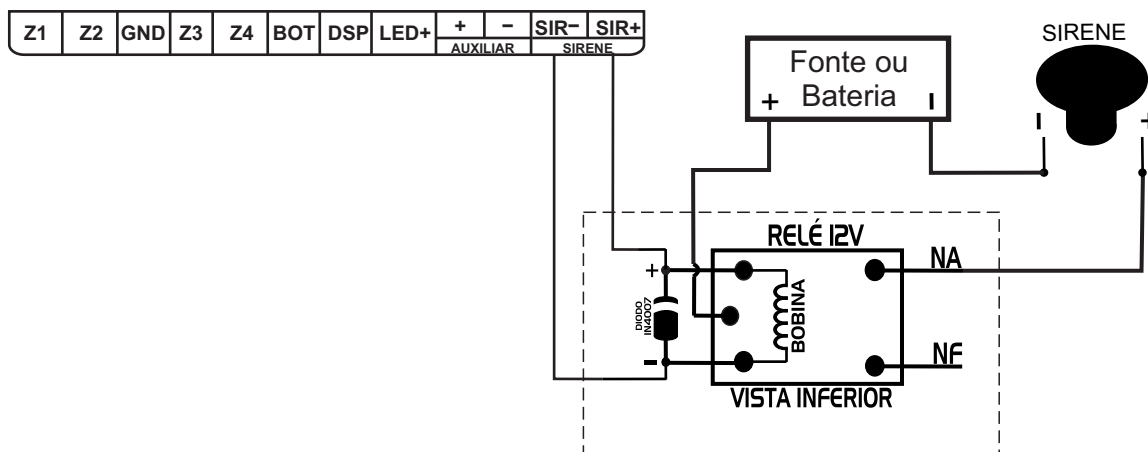 Z1 Z2 GND Z3 Z4 BOT DSP LED+ + − SIR− SIR+
AUXILIAR SIRENE
SIRENE
Fonte ou
Bateria
+ −
− +
RELÉ 12V
NA
+
DIODO
IN4007
BOBINA
−
NF
VISTA INFERIOR